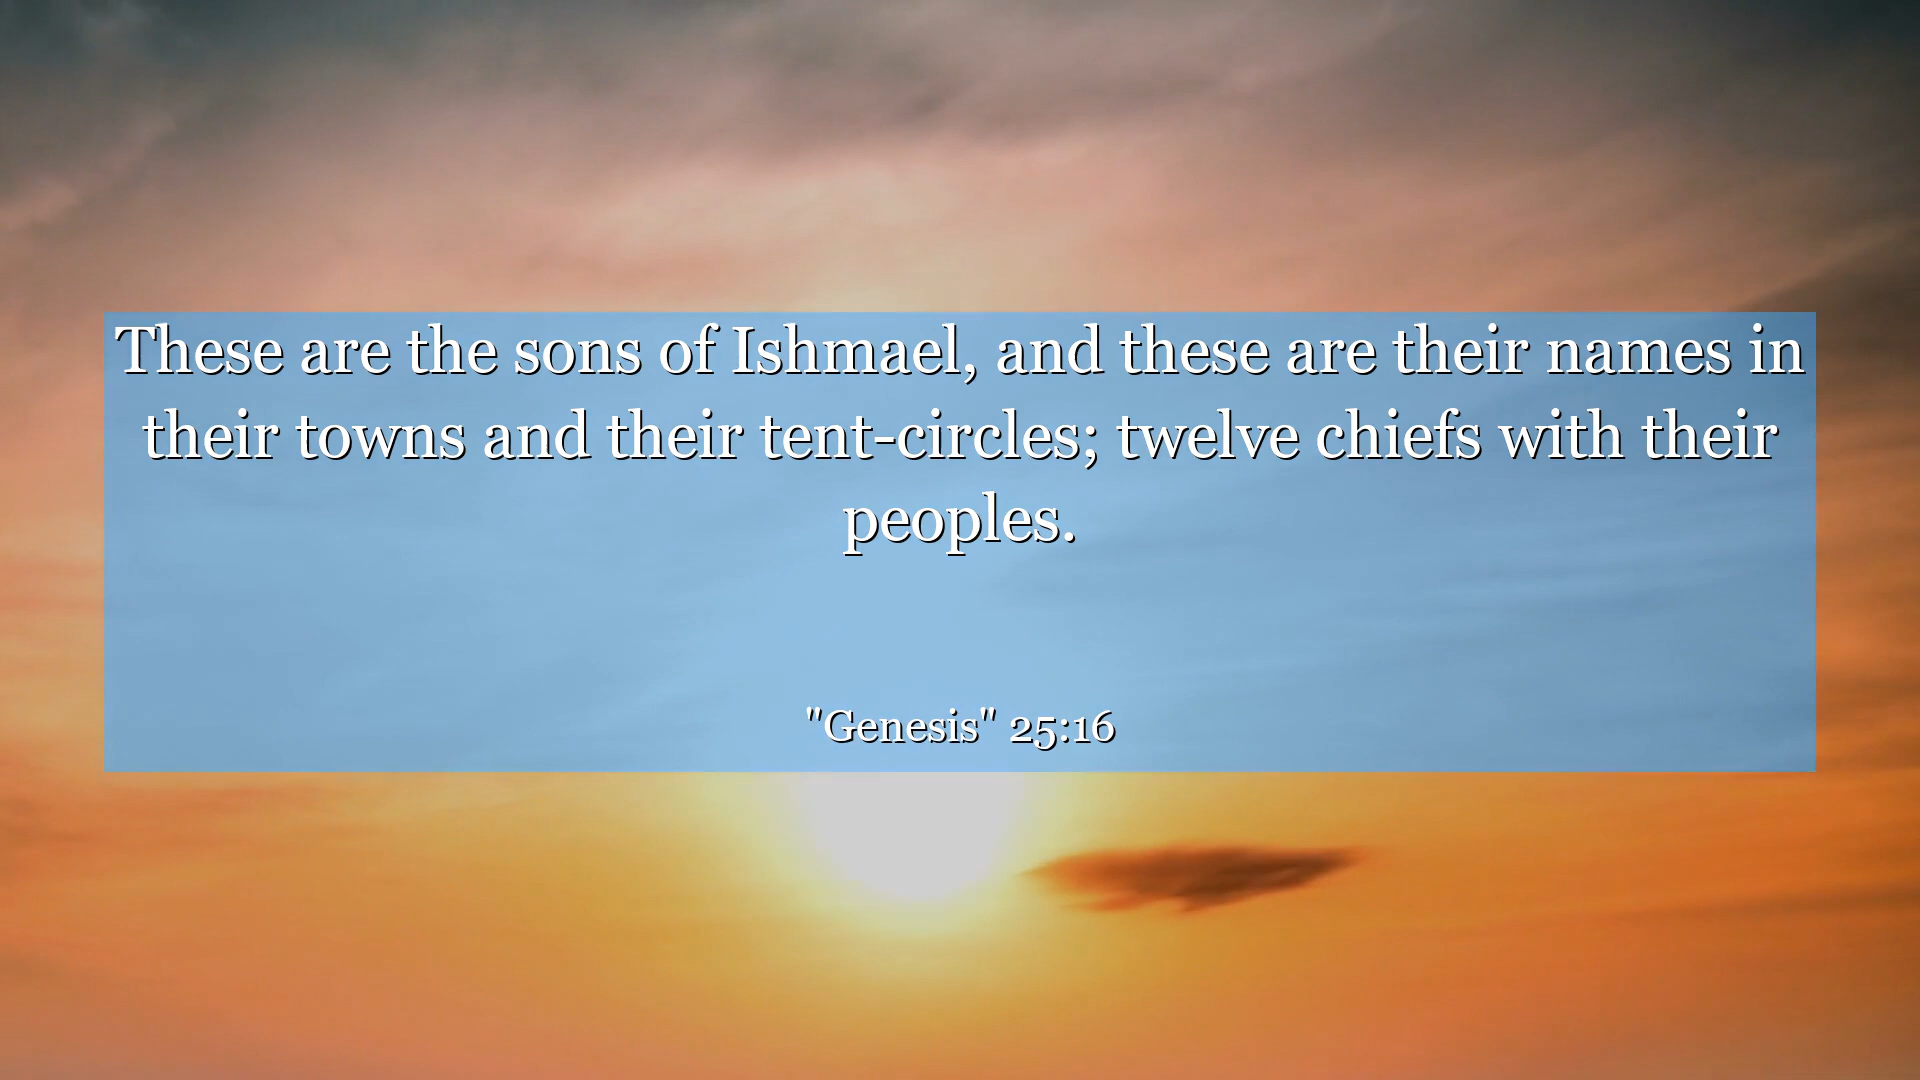 These are the sons of Ishmael, and these are their names in
their towns and their tent-circles; twelve chiefs with their
peoples.
"Genesis" 25:16